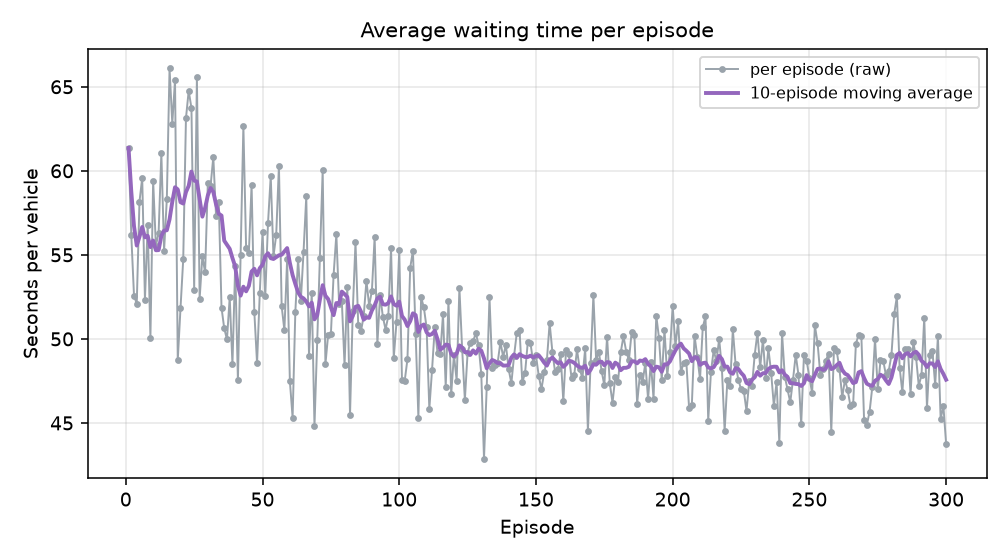 Average waiting time per episode
per episode (raw)
10-episode moving average
Seconds per vehicle
65
60
55
50
45
0 50 100 150 200 250 300
Episode